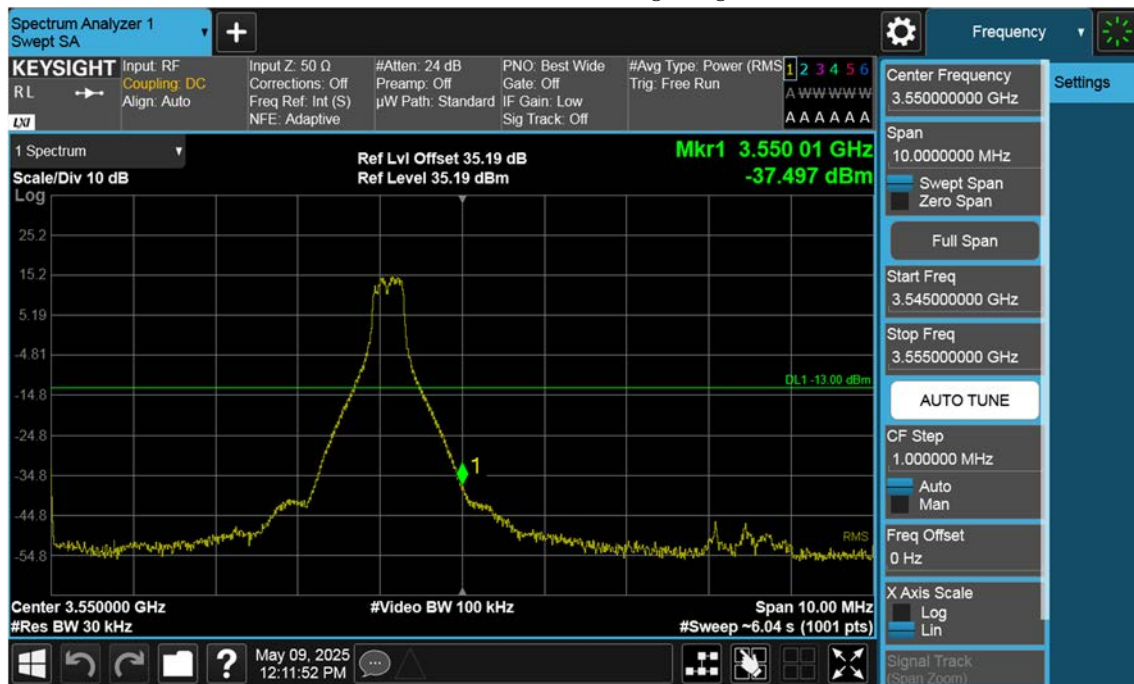 Spectrum Analyzer 1
Swept SA
+
Frequency
KEYSIGHT
RL
LXI
Input: RF
Coupling: DC
Align: Auto
Input Z: 50 Ω
Corrections: Off
Freq Ref: Int (S)
NFE: Adaptive
#Atten: 24 dB
Preamp: Off
µW Path: Standard
PNO: Best Wide
Gate: Off
IF Gain: Low
Sig Track: Off
#Avg Type: Power (RMS
Trig: Free Run
1 2 3 4 5 6
A W W W W W
A A A A A A
1 Spectrum
Scale/Div 10 dB
Ref Lvl Offset 35.19 dB
Ref Level 35.19 dBm
Mkr1 3.550 01 GHz
-37.497 dBm
Log
25.2
15.2
5.19
-4.81
-14.8
-24.8
-34.8
-44.8
-54.8
DL1 -13.00 dBm
1
RMS
Center 3.550000 GHz
#Res BW 30 kHz
#Video BW 100 kHz
Span 10.00 MHz
#Sweep ~6.04 s (1001 pts)
Center Frequency
3.550000000 GHz
Span
10.0000000 MHz
Swept Span
Zero Span
Full Span
Start Freq
3.545000000 GHz
Stop Freq
3.555000000 GHz
AUTO TUNE
CF Step
1.000000 MHz
Auto
Man
Freq Offset
0 Hz
X Axis Scale
Log
Lin
Signal Track
(Span Zoom)
Settings
?
May 09, 2025
12:11:52 PM